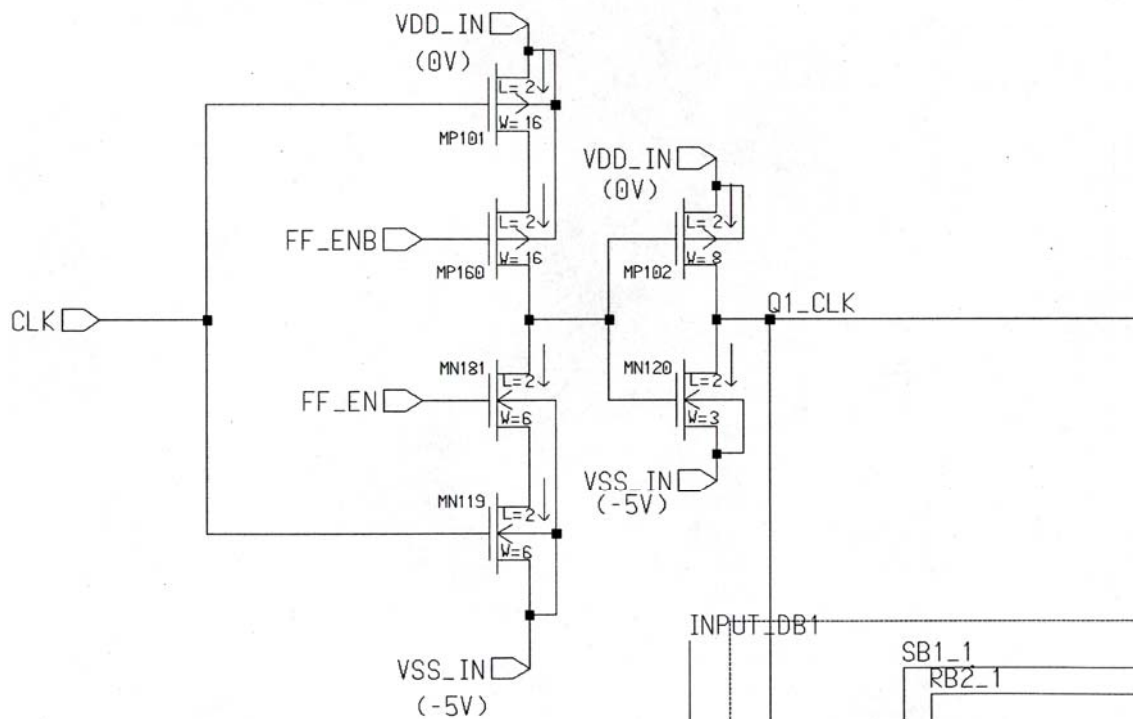 VDD_IN
(0V)
L=2
W=16
MP101
VDD_IN
(0V)
L=2
W=16
MP160
FF_ENB
L=2
W=8
MP102
CLK
Q1_CLK
MN181
L=2
W=6
FF_EN
MN120
L=2
W=3
VSS_IN
(-5V)
MN119
L=2
W=6
VSS_IN
(-5V)
INPUT_DB1
SB1_1
RB2_1